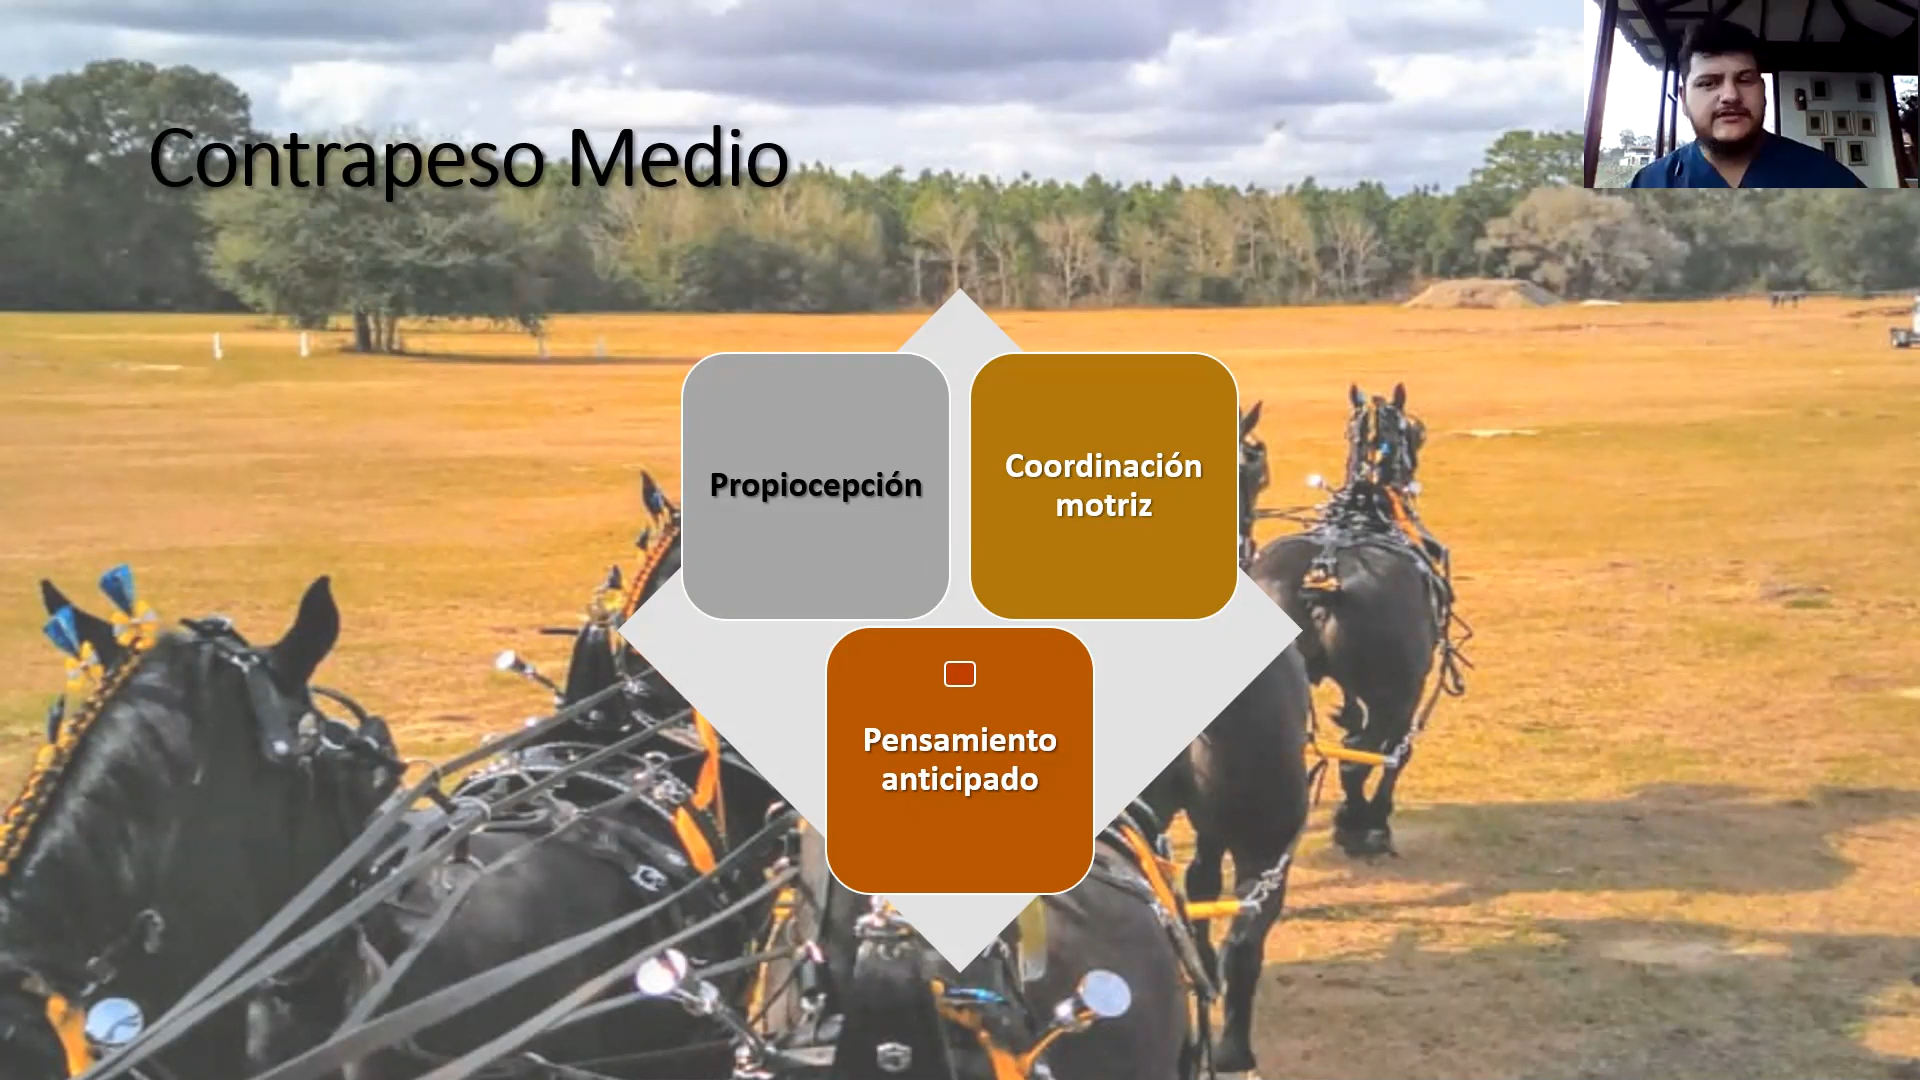 Contrapeso Medio
Propiocepción
Coordinación
motriz
Pensamiento
anticipado